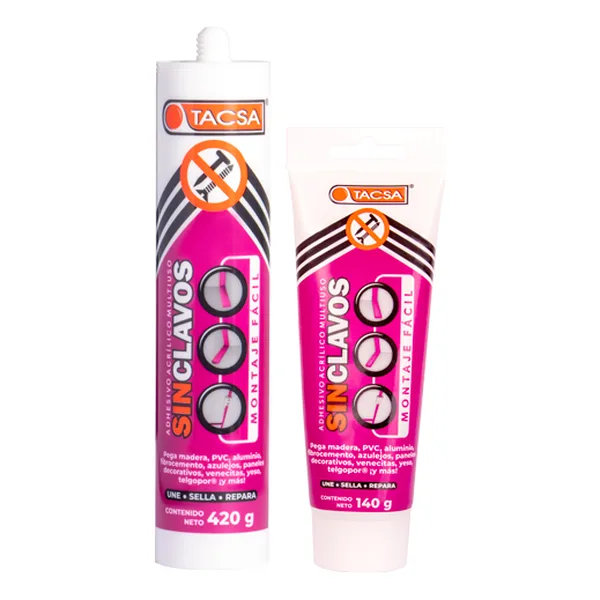 TACSA
ADHESIVO ACRÍLICO MULTIUSO
SINCLAVOS
MONTAJE FÁCIL
Pega madera, PVC, aluminio,
fibrocemento, azulejos, paneles
decorativos, venecitas, yeso,
telgopor® ¡y más!
UNE • SELLA • REPARA
CONTENIDO
NETO 420 g
TACSA
ADHESIVO ACRÍLICO MULTIUSO
SINCLAVOS
MONTAJE FÁCIL
Pega madera, PVC, aluminio,
fibrocemento, azulejos, paneles
decorativos, venecitas, yeso,
telgopor® ¡y más!
UNE • SELLA • REPARA
CONTENIDO
NETO 140 g